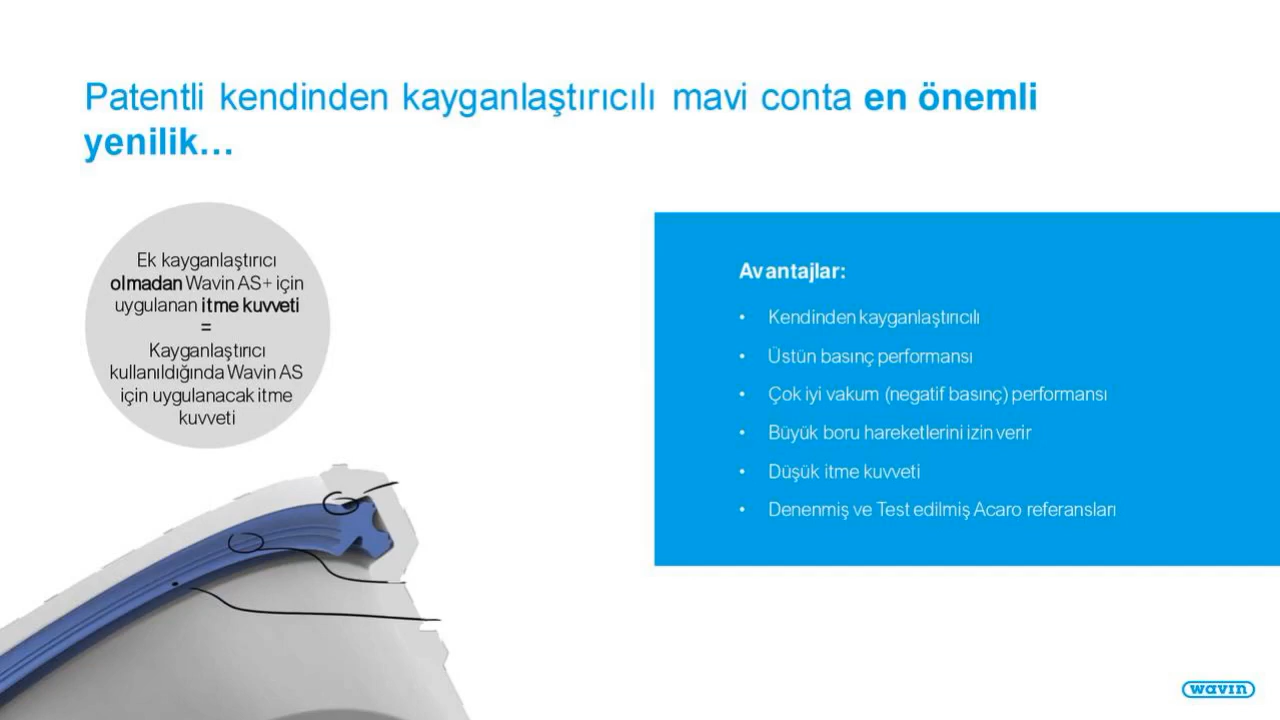 Patentli kendinden kayganlaştırıcılı mavi conta en önemli
yenilik...
Ek kayganlaştırıcı
olmadan Wavin AS+ için
uygulanan itme kuvveti
=
Kayganlaştırıcı
kullanıldığında Wavin AS
için uygulanacak itme
kuvveti
Avantajlar:
• Kendinden kayganlaştırıcılı
• Üstün basınç performansı
• Çok iyi vakum (negatif basınç) performansı
• Büyük boru hareketlerini izin verir
• Düşük itme kuvveti
• Denenmiş ve Test edilmiş Acaro referansları
wavin